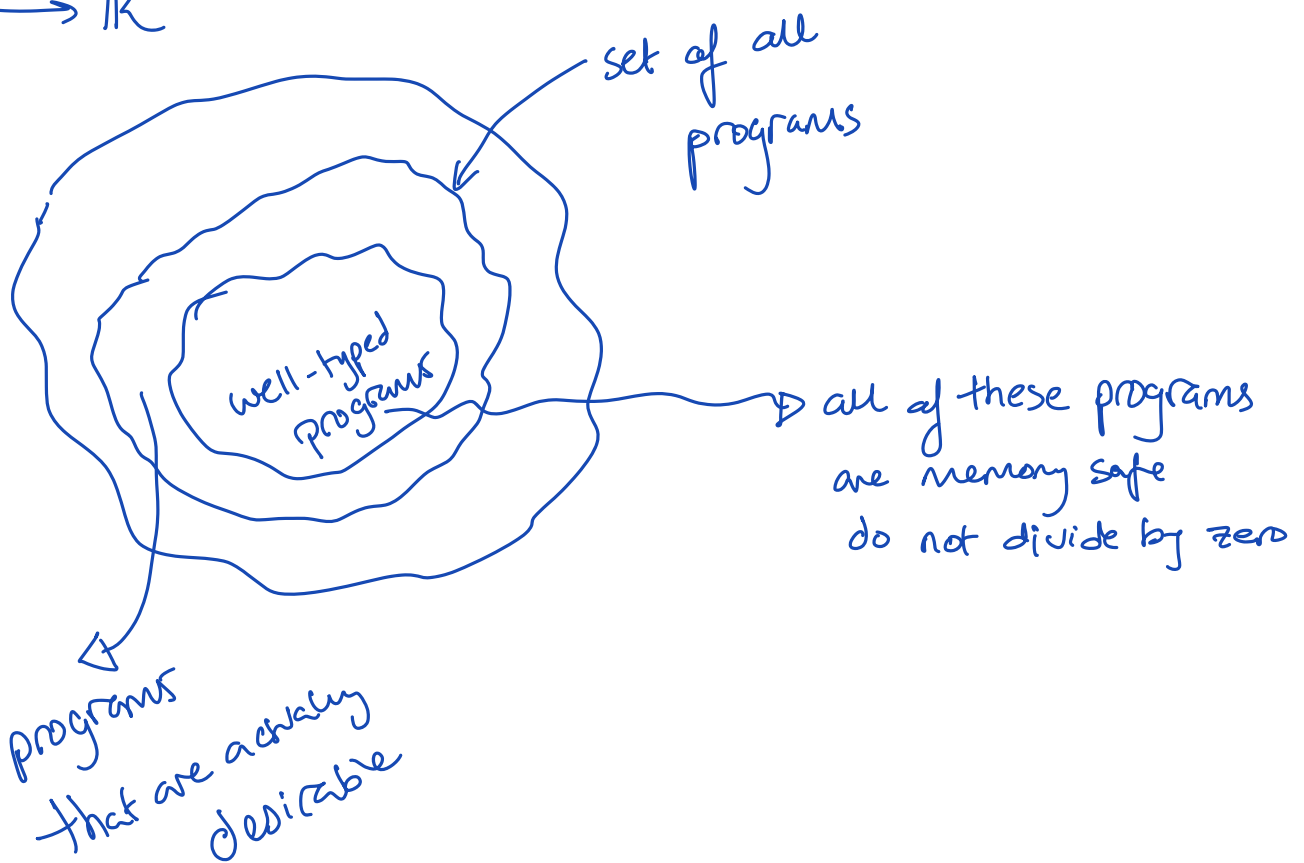 → K
set of all
programs
well-typed
programs
all of these programs
are memory safe
do not divide by zero
programs
that are actually
desirable